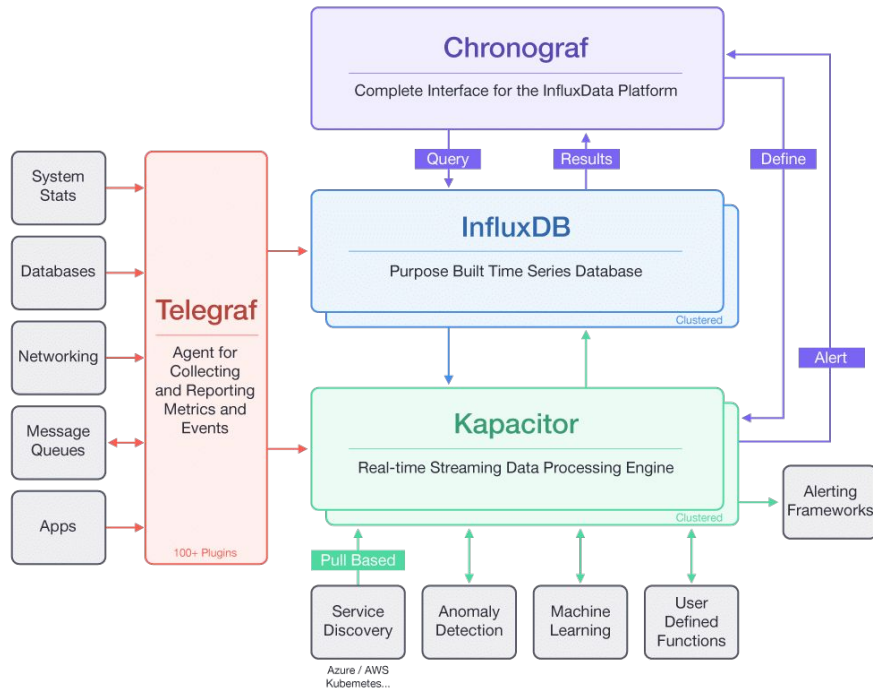 Chronograf
Complete Interface for the InfluxData Platform
Query
Results
Define
System
Stats
Databases
Networking
Message
Queues
Apps
Telegraf
Agent for
Collecting
and Reporting
Metrics and
Events
100+ Plugins
InfluxDB
Purpose Built Time Series Database
Clustered
Alert
Kapacitor
Real-time Streaming Data Processing Engine
Clustered
Alerting
Frameworks
Pull Based
Service
Discovery
Azure / AWS
Kubemetes...
Anomaly
Detection
Machine
Learning
User
Defined
Functions